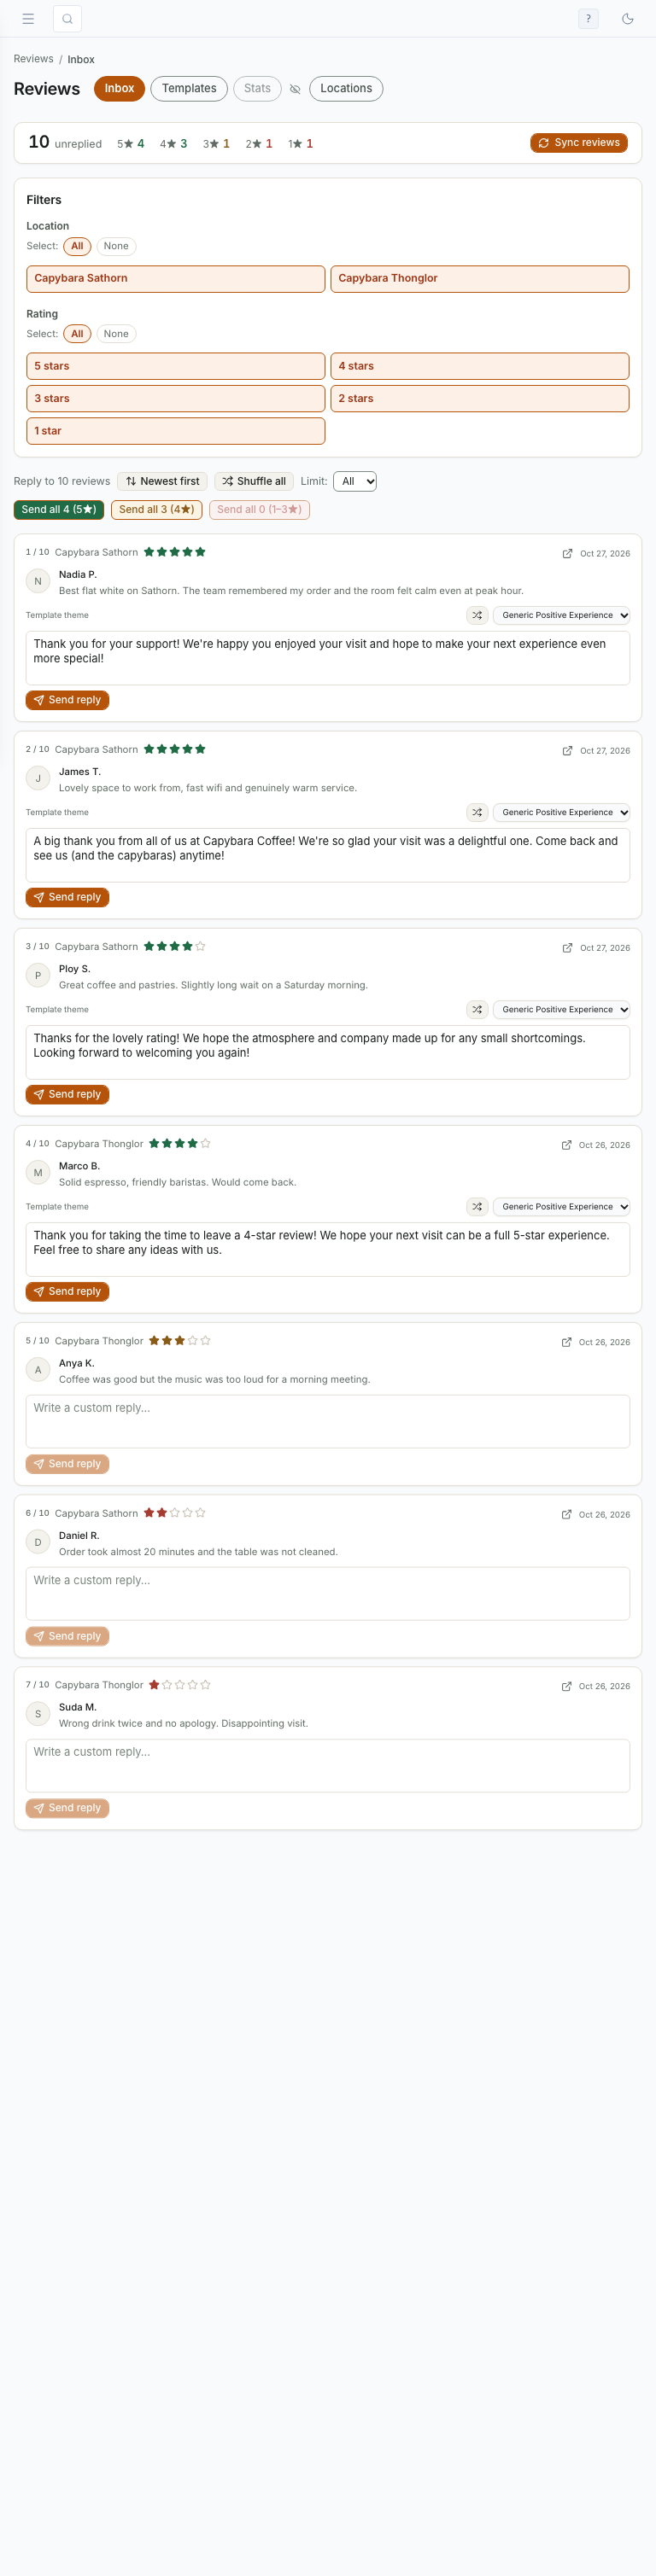 ?
Reviews / Inbox
Reviews Inbox Templates Stats Locations
10 unreplied 5★ 4 4★ 3 3★ 1 2★ 1 1★ 1 Sync reviews
Filters
Location
Select: All None
Capybara Sathorn Capybara Thonglor
Rating
Select: All None
5 stars 4 stars
3 stars 2 stars
1 star
Reply to 10 reviews Newest first Shuffle all Limit: All
Send all 4 (5★) Send all 3 (4★) Send all 0 (1–3★)
1 / 10 Capybara Sathorn ★★★★★ Oct 27, 2026
N Nadia P.
Best flat white on Sathorn. The team remembered my order and the room felt calm even at peak hour.
Template theme Generic Positive Experience
Thank you for your support! We're happy you enjoyed your visit and hope to make your next experience even
more special!
Send reply
2 / 10 Capybara Sathorn ★★★★★ Oct 27, 2026
J James T.
Lovely space to work from, fast wifi and genuinely warm service.
Template theme Generic Positive Experience
A big thank you from all of us at Capybara Coffee! We're so glad your visit was a delightful one. Come back and
see us (and the capybaras) anytime!
Send reply
3 / 10 Capybara Sathorn ★★★★☆ Oct 27, 2026
P Ploy S.
Great coffee and pastries. Slightly long wait on a Saturday morning.
Template theme Generic Positive Experience
Thanks for the lovely rating! We hope the atmosphere and company made up for any small shortcomings.
Looking forward to welcoming you again!
Send reply
4 / 10 Capybara Thonglor ★★★★☆ Oct 26, 2026
M Marco B.
Solid espresso, friendly baristas. Would come back.
Template theme Generic Positive Experience
Thank you for taking the time to leave a 4-star review! We hope your next visit can be a full 5-star experience.
Feel free to share any ideas with us.
Send reply
5 / 10 Capybara Thonglor ★★★☆☆ Oct 26, 2026
A Anya K.
Coffee was good but the music was too loud for a morning meeting.
Write a custom reply...
Send reply
6 / 10 Capybara Sathorn ★★☆☆☆ Oct 26, 2026
D Daniel R.
Order took almost 20 minutes and the table was not cleaned.
Write a custom reply...
Send reply
7 / 10 Capybara Thonglor ★☆☆☆☆ Oct 26, 2026
S Suda M.
Wrong drink twice and no apology. Disappointing visit.
Write a custom reply...
Send reply